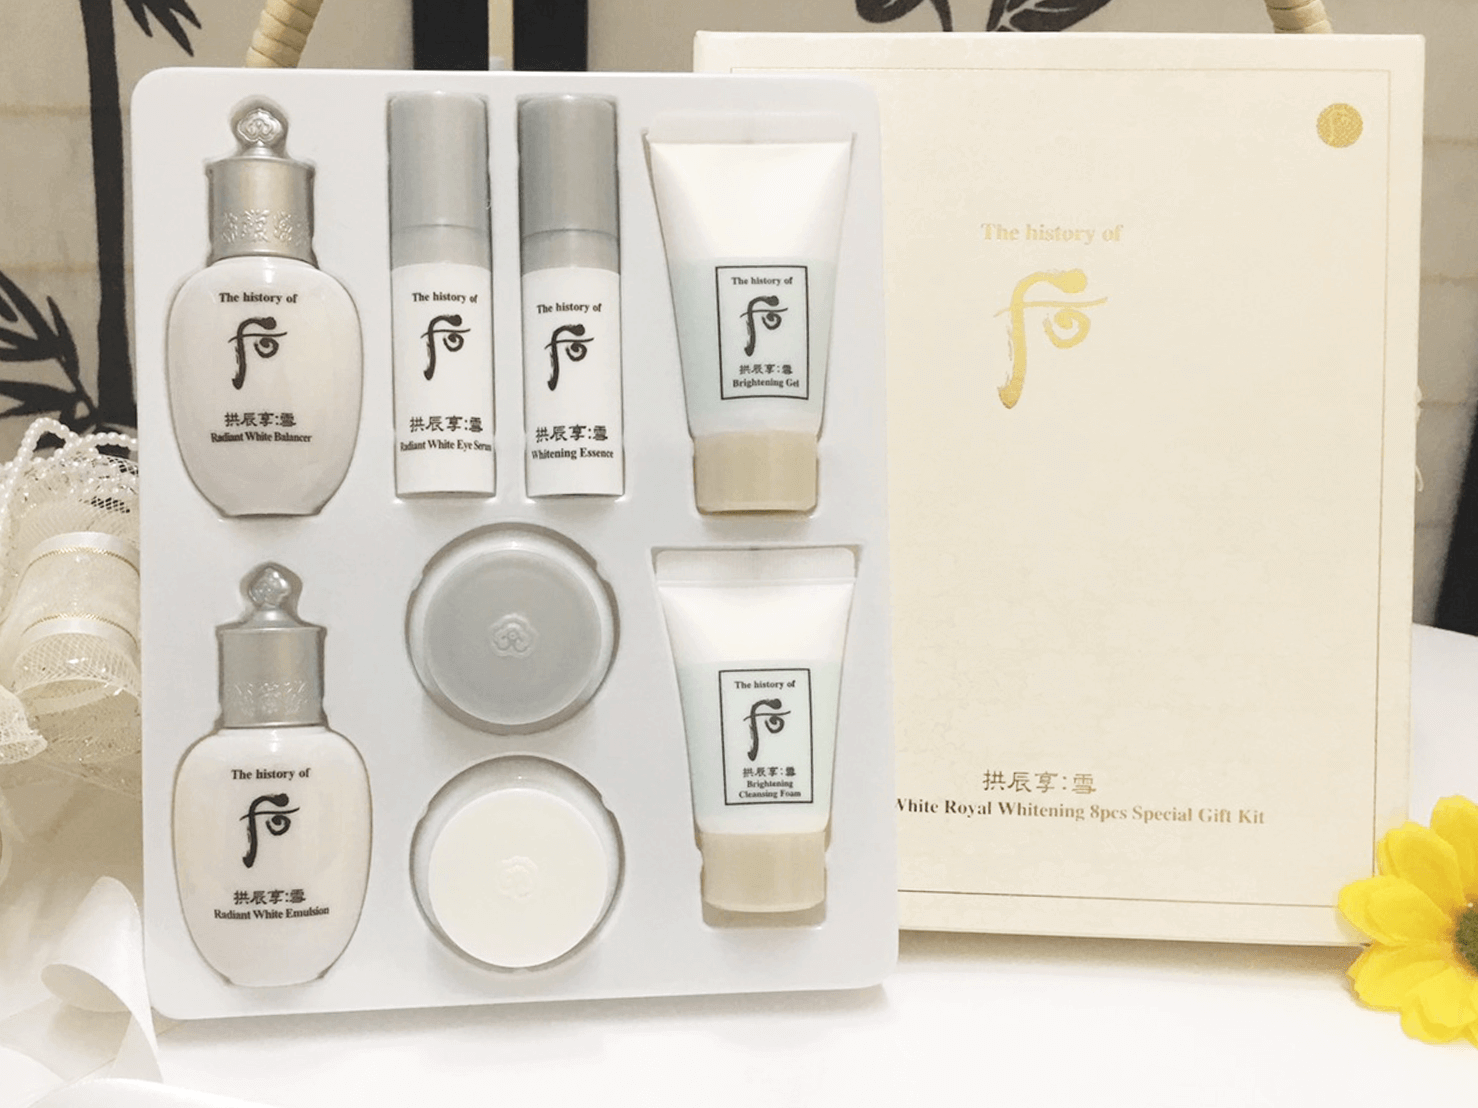 The history of
后
拱辰享:雪
Radiant White Balancer
The history of
后
拱辰享:雪
Radiant White Eye Serum
The history of
后
拱辰享:雪
Whitening Essence
The history of
后
拱辰享:雪
Brightening Gel
The history of
后
拱辰享:雪
Radiant White Emulsion
The history of
后
拱辰享:雪
Brightening
Cleansing Foam
The history of
后
拱辰享:雪
White Royal Whitening 8pcs Special Gift Kit